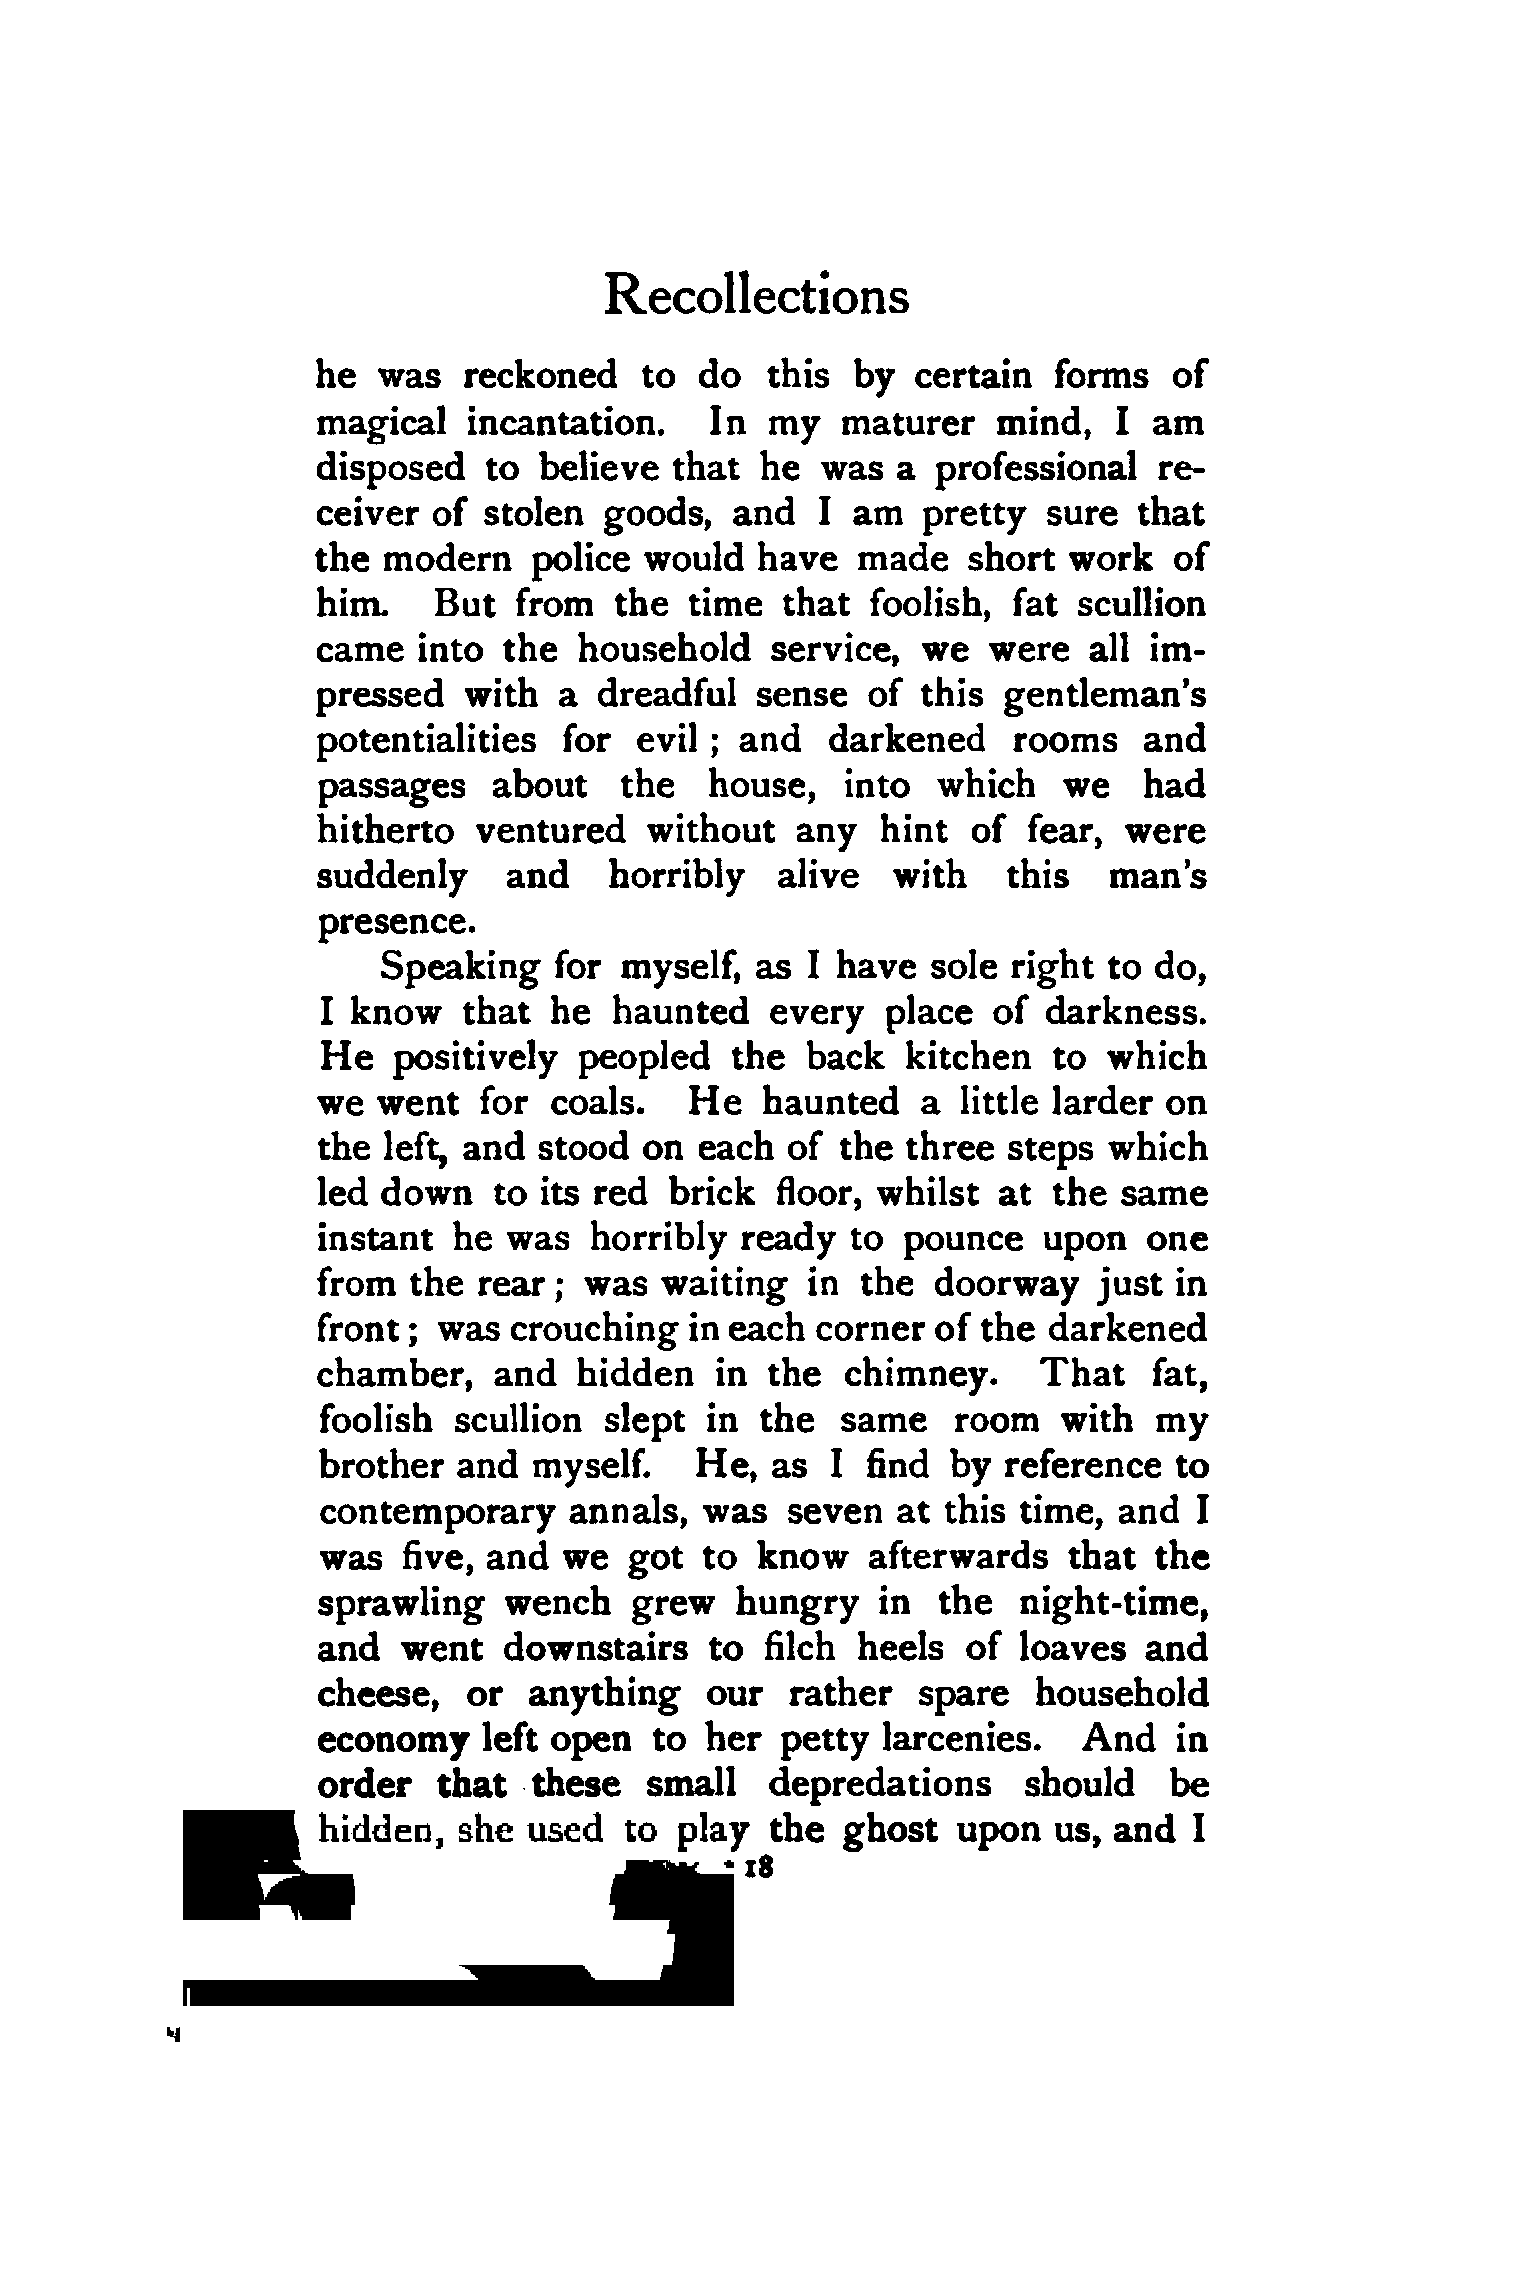 Recollections
he was reckoned to do this by certain forms of
magical incantation. In my maturer mind, I am
disposed to believe that he was a professional re-
ceiver of stolen goods, and I am pretty sure that
the modern police would have made short work of
him. But from the time that foolish, fat scullion
came into the household service, we were all im-
pressed with a dreadful sense of this gentleman's
potentialities for evil ; and darkened rooms and
passages about the house, into which we had
hitherto ventured without any hint of fear, were
suddenly and horribly alive with this man's
presence.
Speaking for myself, as I have sole right to do,
I know that he haunted every place of darkness.
He positively peopled the back kitchen to which
we went for coals. He haunted a little larder on
the left, and stood on each of the three steps which
led down to its red brick floor, whilst at the same
instant he was horribly ready to pounce upon one
from the rear ; was waiting in the doorway just in
front ; was crouching in each corner of the darkened
chamber, and hidden in the chimney. That fat,
foolish scullion slept in the same room with my
brother and myself. He, as I find by reference to
contemporary annals, was seven at this time, and I
was five, and we got to know afterwards that the
sprawling wench grew hungry in the night-time,
and went downstairs to filch heels of loaves and
cheese, or anything our rather spare household
economy left open to her petty larcenies. And in
order that these small depredations should be
hidden, she used to play the ghost upon us, and I
18